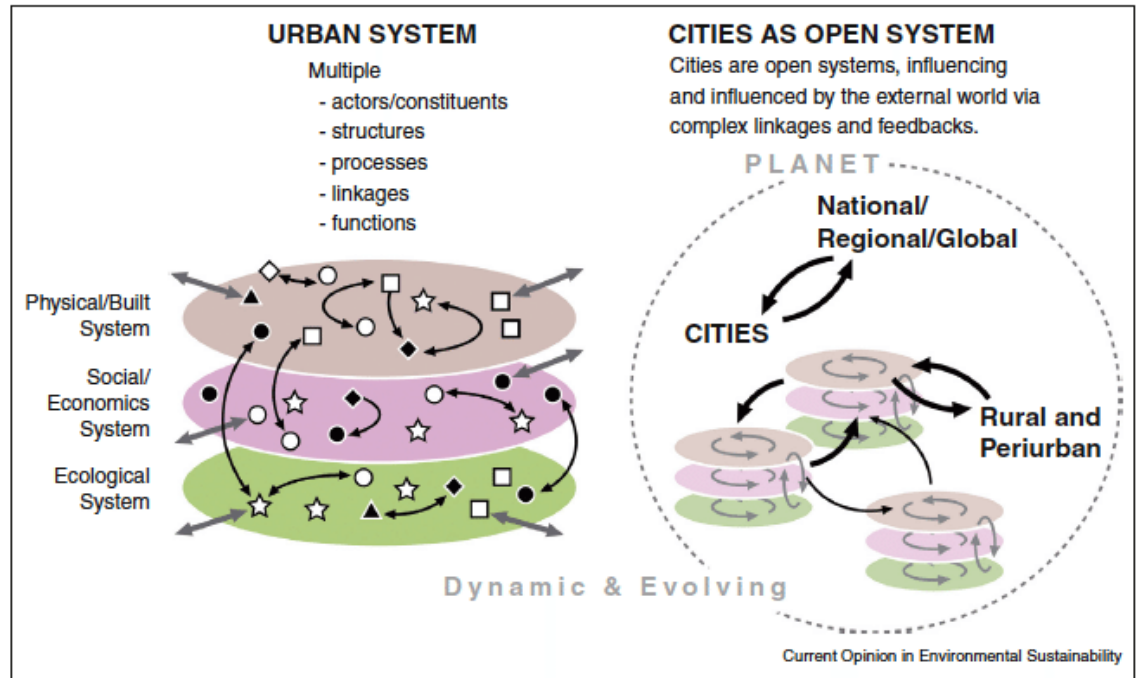 URBAN SYSTEM
Multiple
- actors/constituents
- structures
- processes
- linkages
- functions
Physical/Built
System
Social/
Economics
System
Ecological
System
CITIES AS OPEN SYSTEM
Cities are open systems, influencing
and influenced by the external world via
complex linkages and feedbacks.
PLANET
National/
Regional/Global
CITIES
Rural and
Periurban
Dynamic & Evolving
Current Opinion in Environmental Sustainability